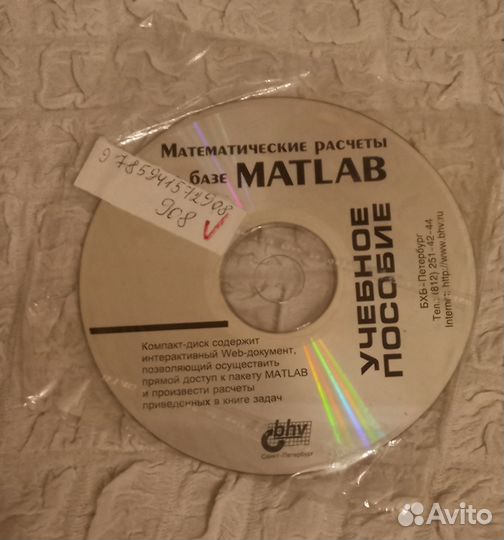 Математические расчеты
базе MATLAB
9 785941572908
908
УЧЕБНОЕ
ПОСОБИЕ
БХВ-Петербург
Тел.: (812) 251-42-44
http://www.bhv.ru
Компакт-диск содержит
интерактивный Web-документ,
позволяющий осуществить
прямой доступ к пакету MATLAB
и произвести расчеты
приведенных в книге задач
bhv
Санкт-Петербург
Avito